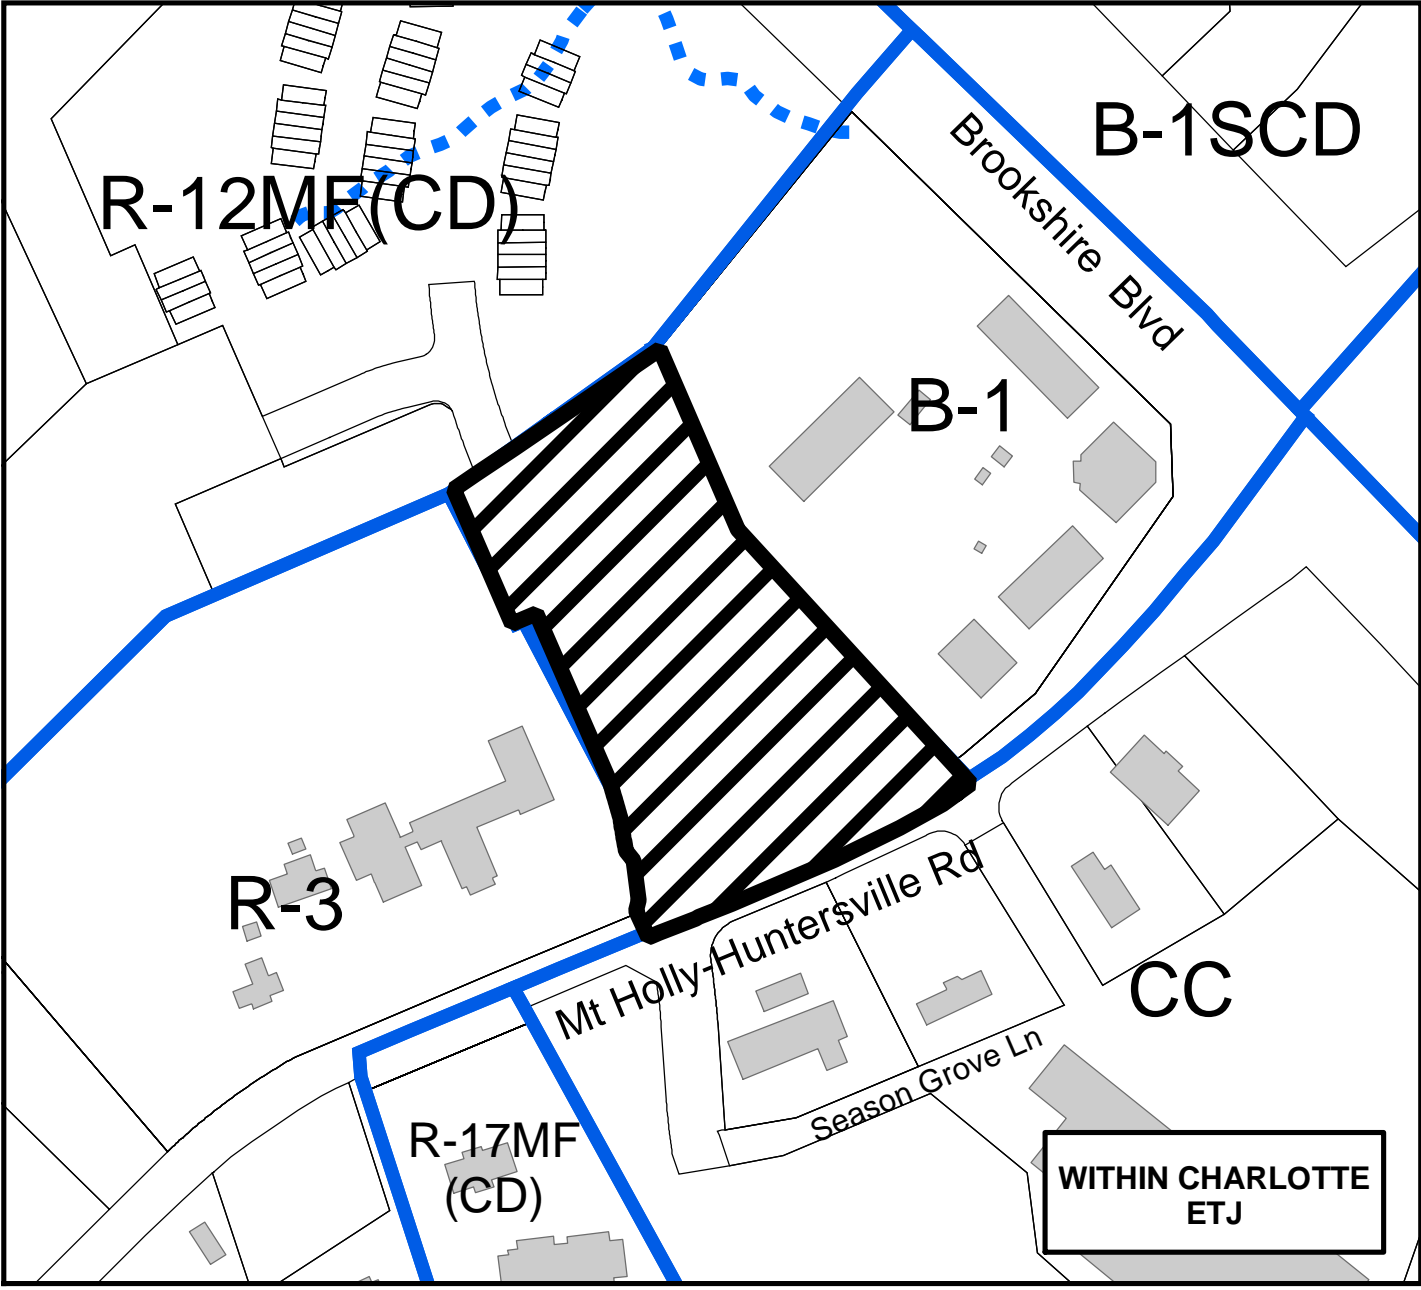 B-1SCD
Brookshire Blvd
R-12MF(CD)
B-1
R-3
Mt Holly-Huntersville Rd
CC
Season Grove Ln
R-17MF
(CD)
WITHIN CHARLOTTE
ETJ